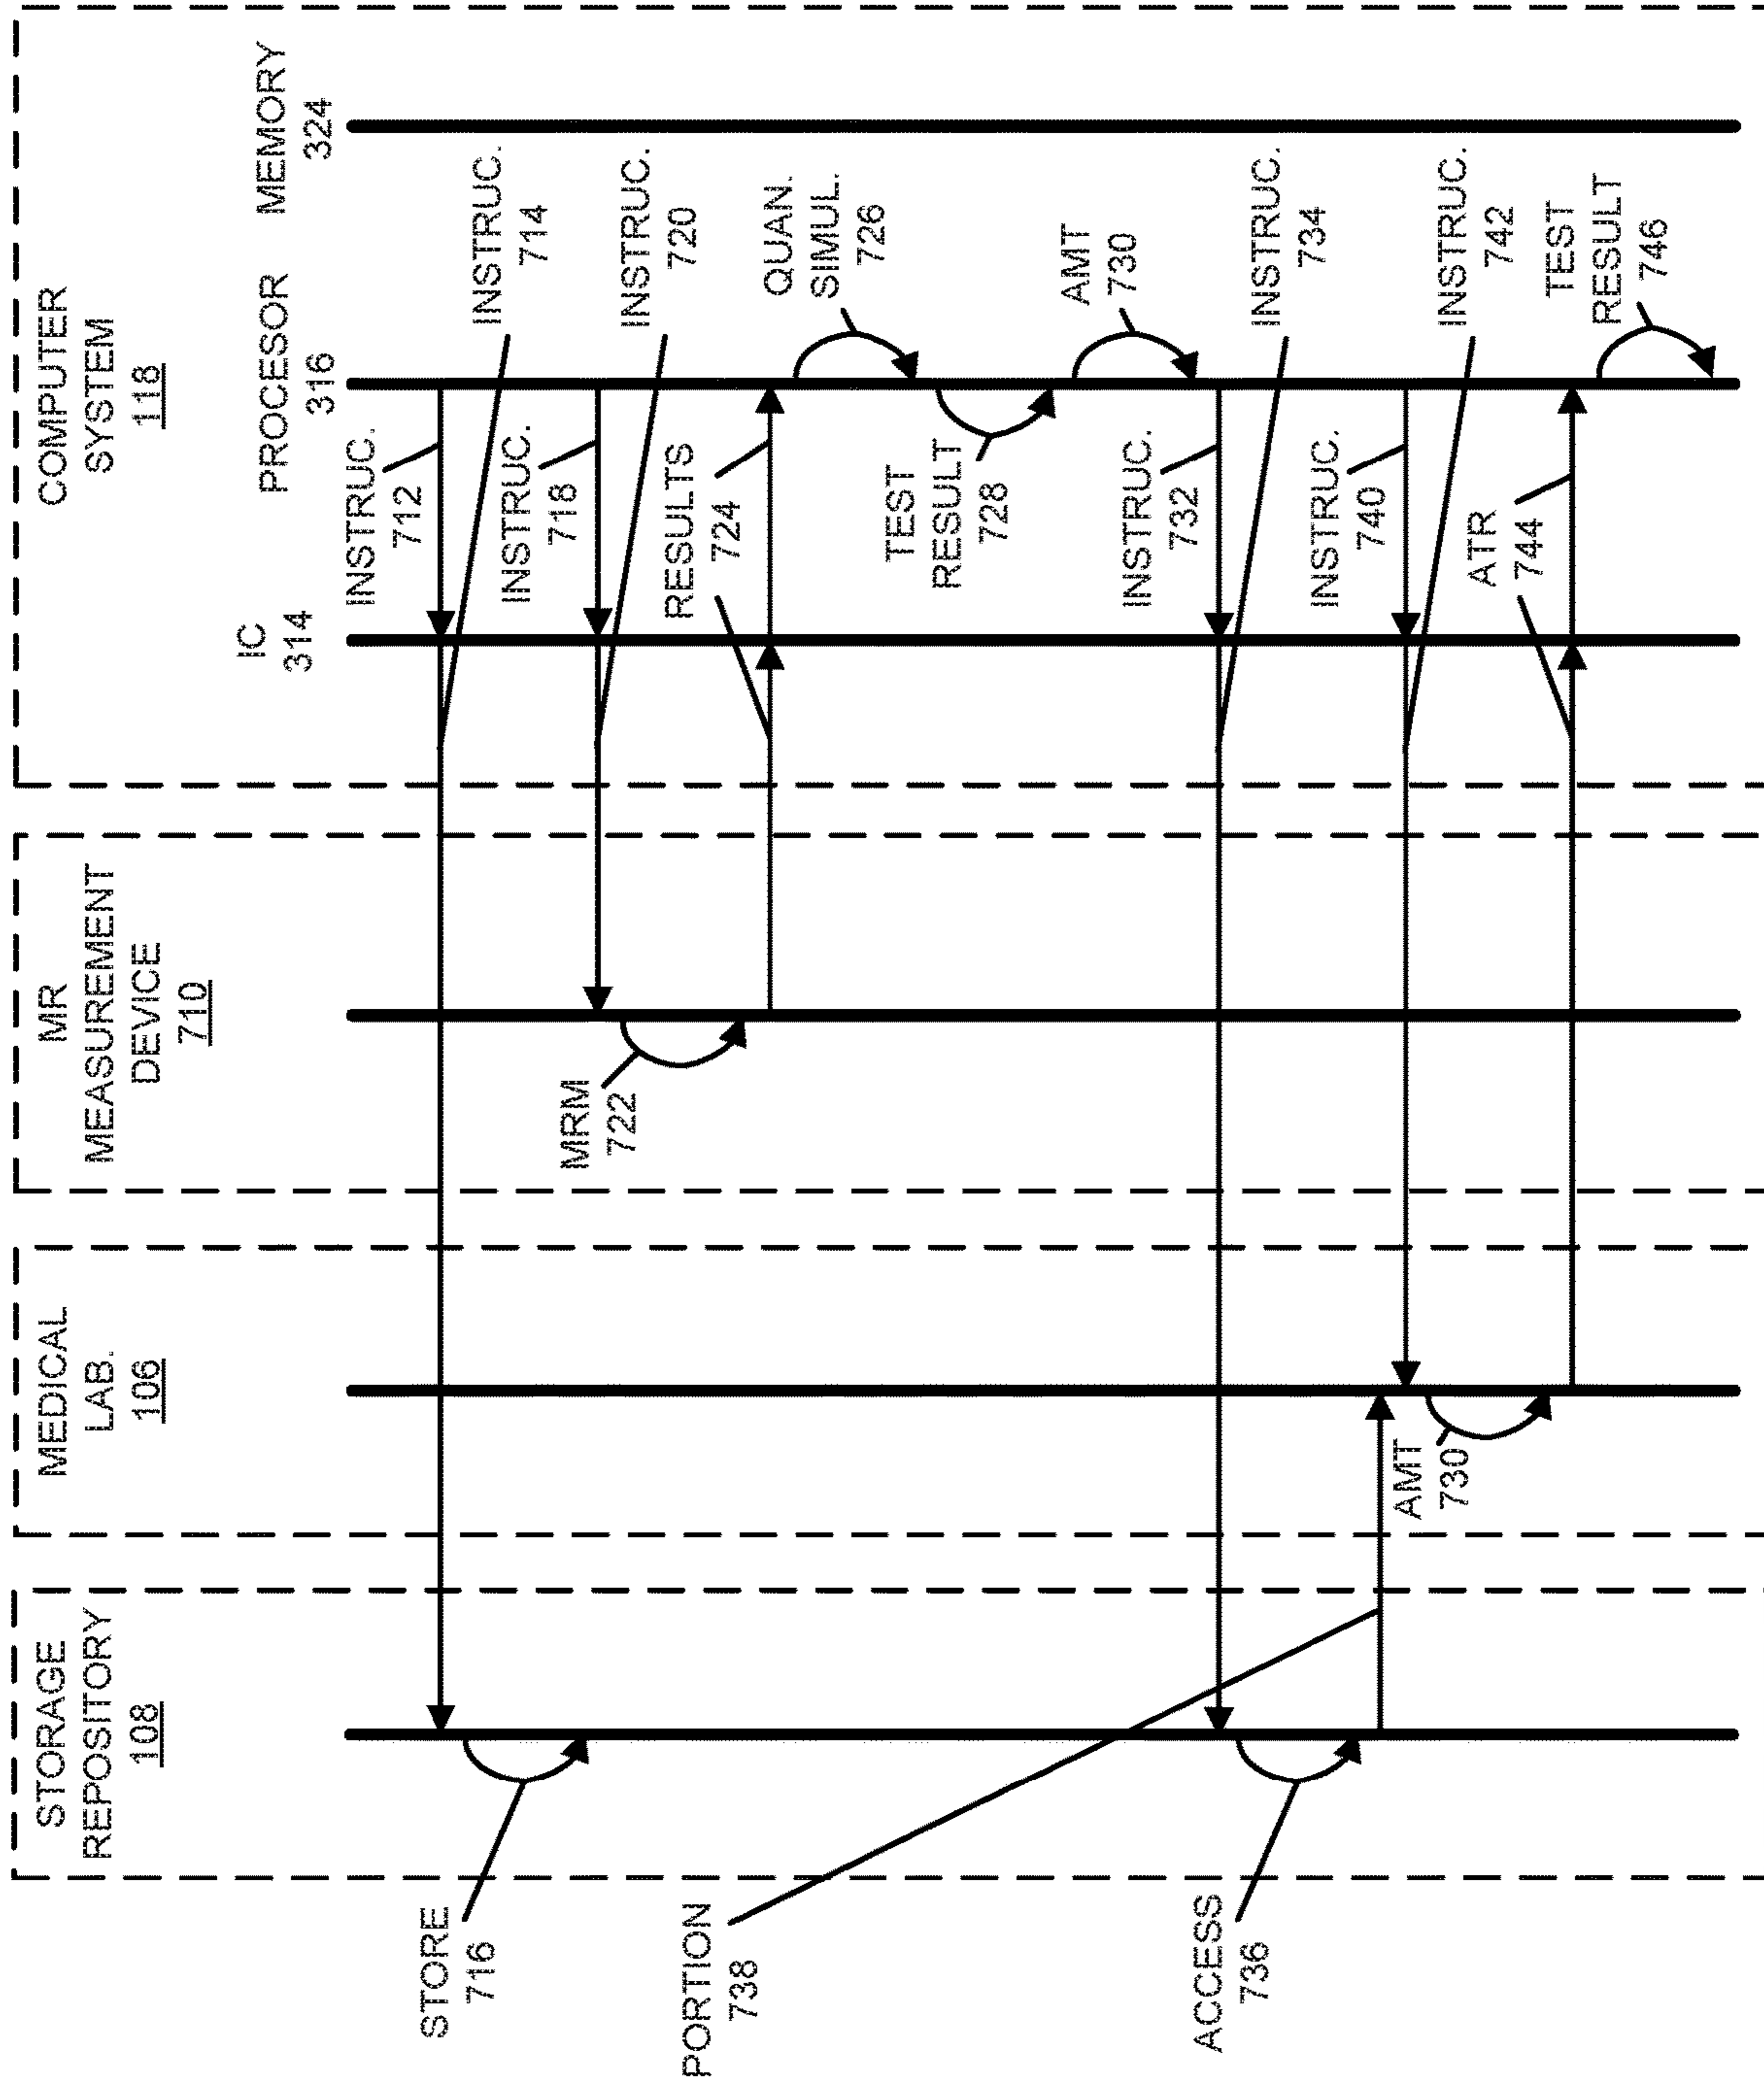 STORAGE
REPOSITORY
108
MEDICAL
LAB.
106
MR
MEASUREMENT
DEVICE
710
COMPUTER
SYSTEM
118
IC
314
PROCESSOR
316
MEMORY
324
INSTRUC.
712
INSTRUC.
714
STORE
716
INSTRUC.
718
INSTRUC.
720
MRM
722
RESULTS
724
QUAN.
SIMUL.
726
PORTION
738
TEST
RESULT
728
AMT
730
INSTRUC.
732
INSTRUC.
734
ACCESS
736
INSTRUC.
740
INSTRUC.
742
AMT
730
ATR
744
TEST
RESULT
746